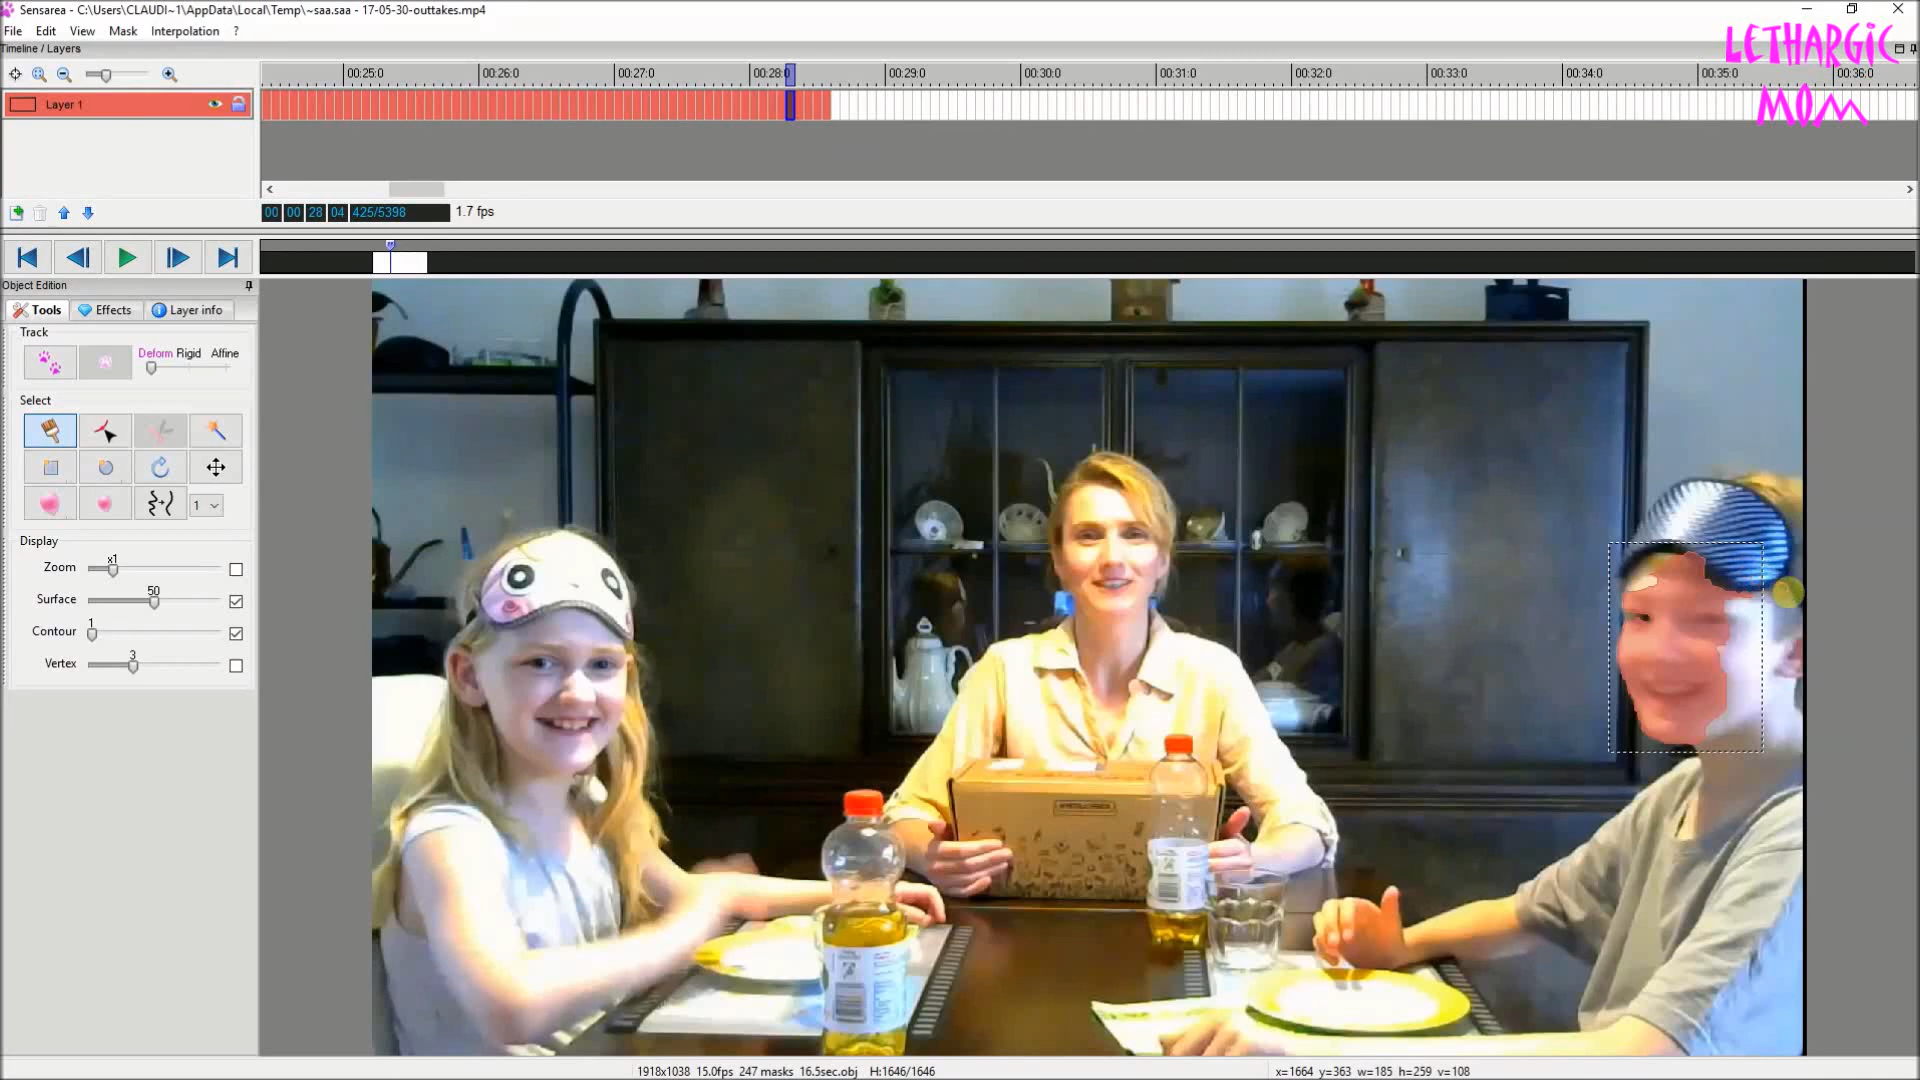 Sensarea - C:\Users\CLAUDI~1\AppData\Local\Temp\~saa.saa - 17-05-30-outtakes.mp4
LETHARGIC
MOM
File Edit View Mask Interpolation ?
Timeline / Layers
00:25:0 00:26:0 00:27:0 00:28:0 00:29:0 00:30:0 00:31:0 00:32:0 00:33:0 00:34:0 00:35:0 00:36:0
Layer 1
00 00 28 04 425/5398 1.7 fps
Object Edition
Tools Effects Layer info
Track
Deform Rigid Affine
Select
1
Display
x1
Zoom
50
Surface
1
Contour
3
Vertex
1918x1038 15.0fps 247 masks 16.5sec.obj H:1646/1646 x=1664 y=363 w=185 h=259 v=108